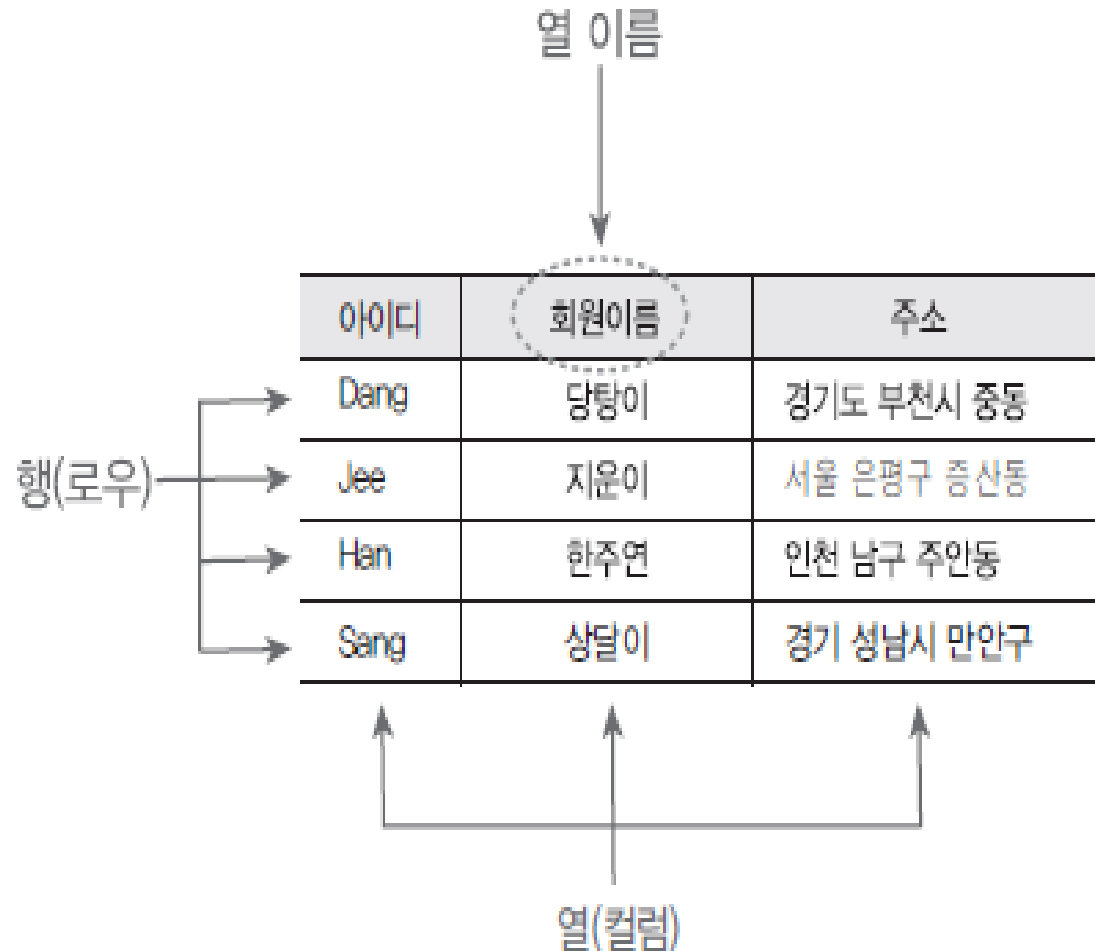 열 이름
아이디 회원이름 주소
Dang 당탕이 경기도 부천시 중동
행(로우) Jee 지운이 서울 은평구 증산동
Han 한주연 인천 남구 주안동
Sang 상달이 경기 성남시 만안구
열(컬럼)